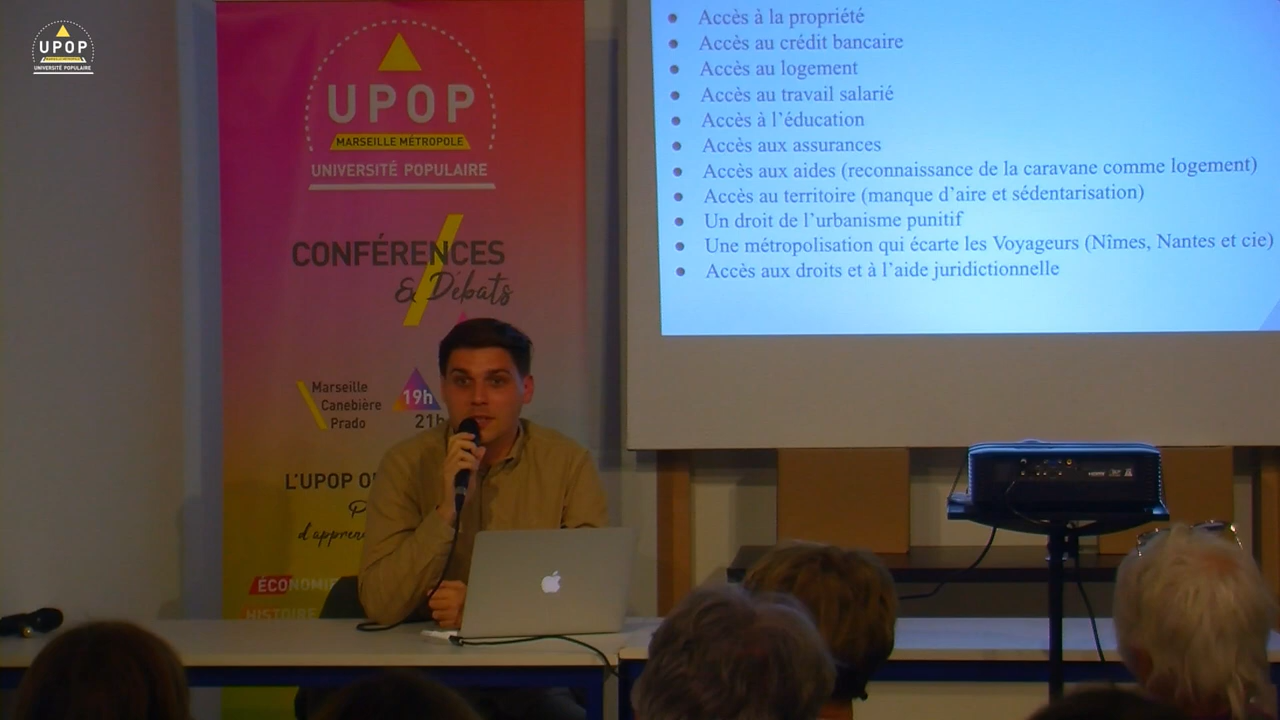 UPOP
MARSEILLE MÉTROPOLE
UNIVERSITÉ POPULAIRE
UPOP
MARSEILLE MÉTROPOLE
UNIVERSITÉ POPULAIRE
CONFÉRENCES
& Débats
Marseille
Canebière
Prado
19h
21h
L'UPOP
d'appren
ÉCONOMIE
HISTOIRE
• Accès à la propriété
• Accès au crédit bancaire
• Accès au logement
• Accès au travail salarié
• Accès à l'éducation
• Accès aux assurances
• Accès aux aides (reconnaissance de la caravane comme logement)
• Accès au territoire (manque d'aire et sédentarisation)
• Un droit de l'urbanisme punitif
• Une métropolisation qui écarte les Voyageurs (Nîmes, Nantes et cie)
• Accès aux droits et à l'aide juridictionnelle